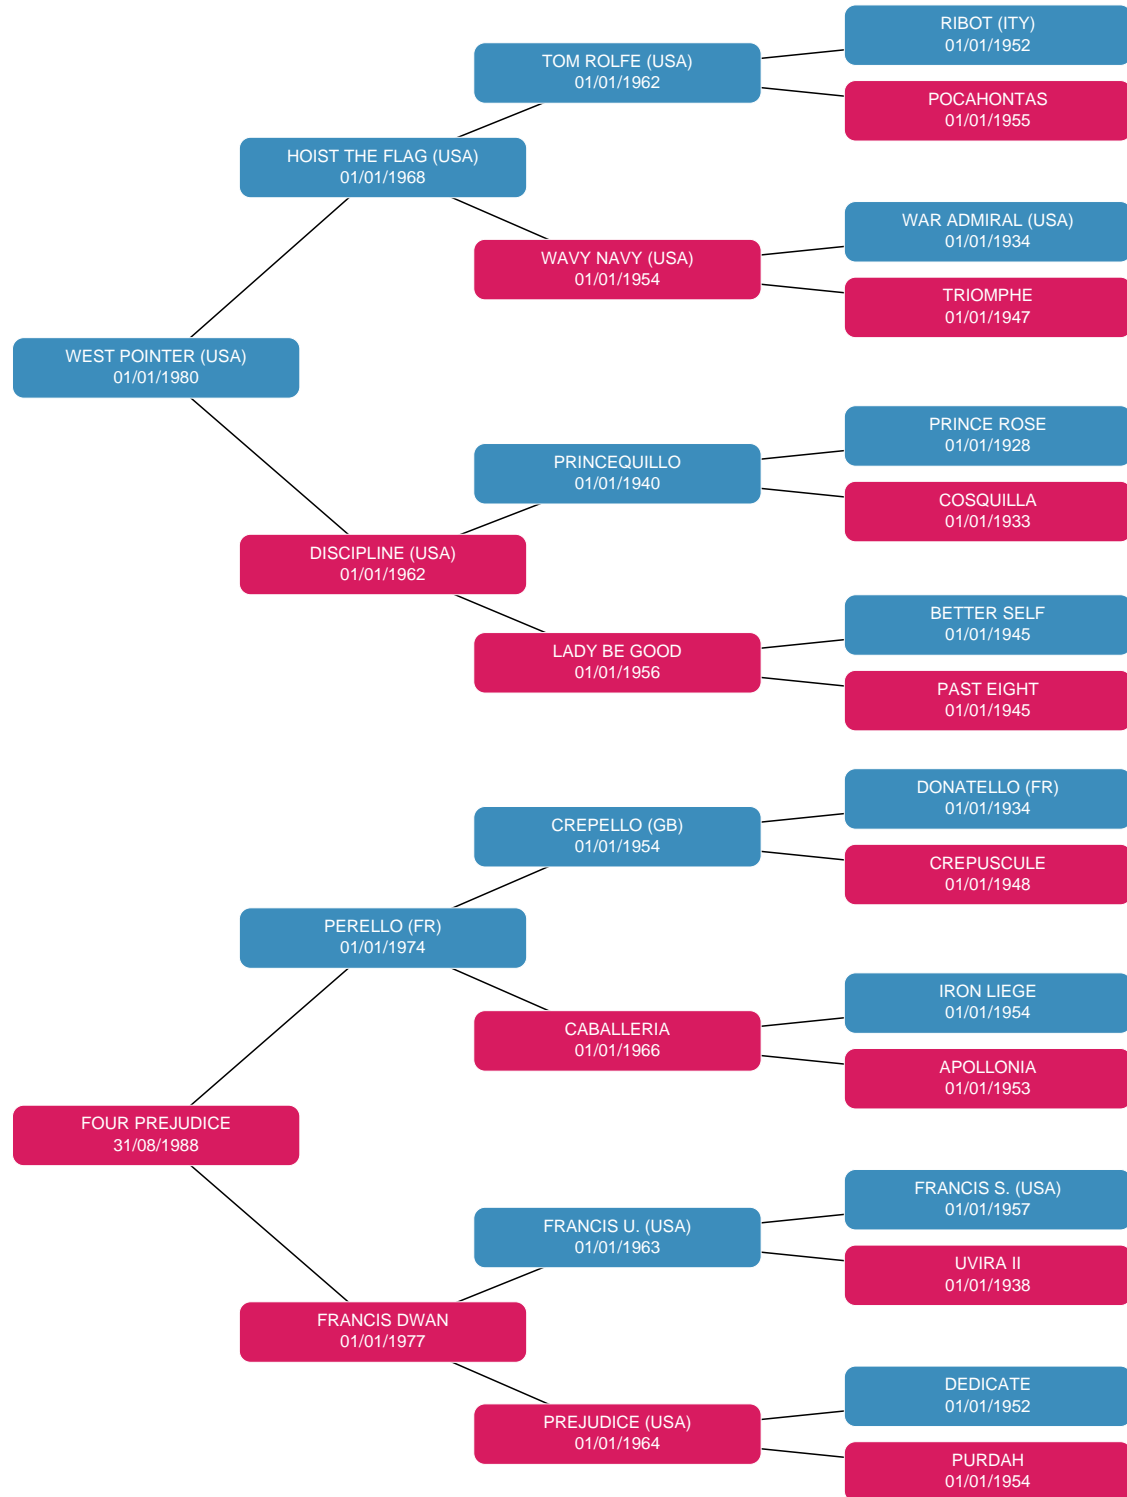 RIBOT (ITY)
01/01/1952
TOM ROLFE (USA)
01/01/1962
POCAHONTAS
01/01/1955
HOIST THE FLAG (USA)
01/01/1968
WAR ADMIRAL (USA)
01/01/1934
WAVY NAVY (USA)
01/01/1954
TRIOMPHE
01/01/1947
WEST POINTER (USA)
01/01/1980
PRINCE ROSE
01/01/1928
PRINCEQUILLO
01/01/1940
COSQUILLA
01/01/1933
DISCIPLINE (USA)
01/01/1962
BETTER SELF
01/01/1945
LADY BE GOOD
01/01/1956
PAST EIGHT
01/01/1945
DONATELLO (FR)
01/01/1934
CREPELLO (GB)
01/01/1954
CREPUSCULE
01/01/1948
PERELLO (FR)
01/01/1974
IRON LIEGE
01/01/1954
CABALLERIA
01/01/1966
APOLLONIA
01/01/1953
FOUR PREJUDICE
31/08/1988
FRANCIS S. (USA)
01/01/1957
FRANCIS U. (USA)
01/01/1963
UVIRA II
01/01/1938
FRANCIS DWAN
01/01/1977
DEDICATE
01/01/1952
PREJUDICE (USA)
01/01/1964
PURDAH
01/01/1954